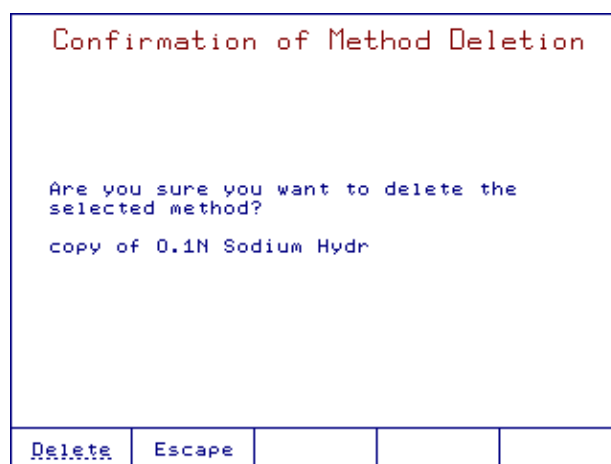 Confirmation of Method Deletion
Are you sure you want to delete the
selected method?
copy of 0.1N Sodium Hydr
Delete
Escape